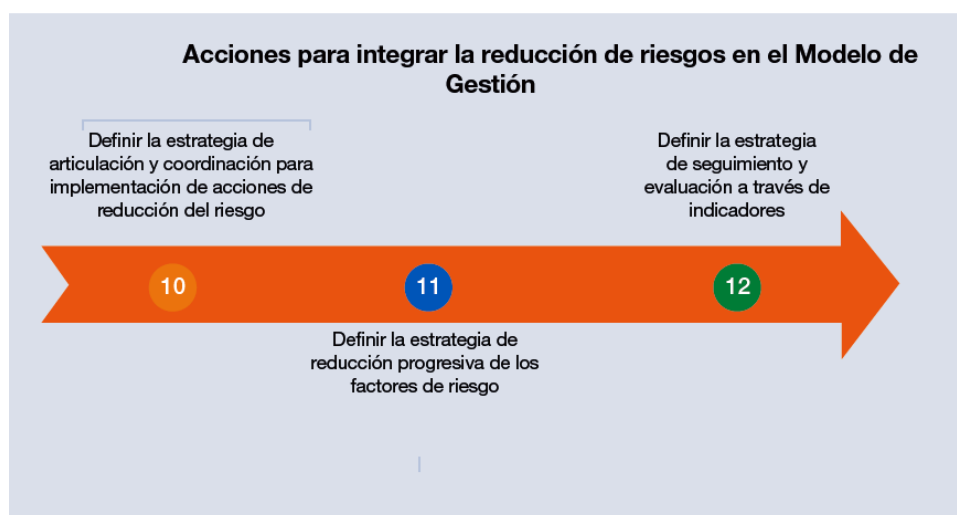 Acciones para integrar la reducción de riesgos en el Modelo de
Gestión
Definir la estrategia de
articulación y coordinación para
implementación de acciones de
reducción del riesgo
Definir la estrategia
de seguimiento y
evaluación a través de
indicadores
10
11
12
Definir la estrategia de
reducción progresiva de los
factores de riesgo